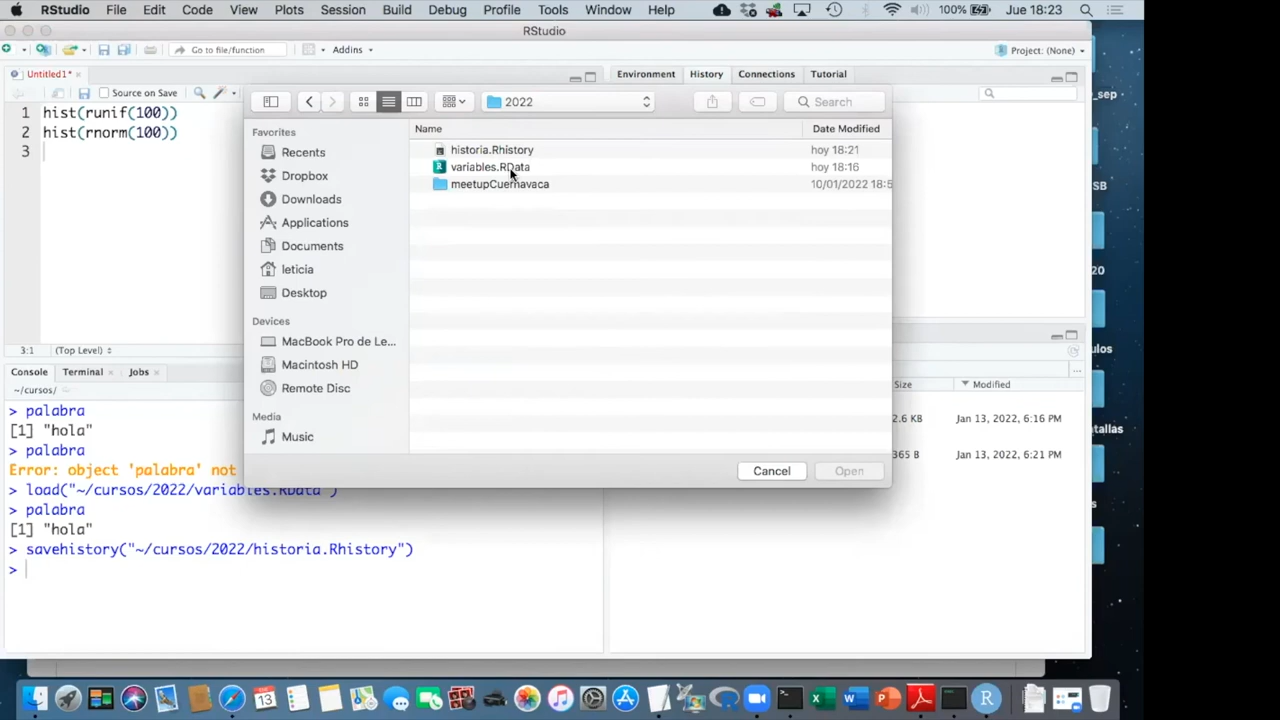 RStudio File Edit Code View Plots Session Build Debug Profile Tools Window Help 100% Jue 18:23
RStudio
Go to file/function Addins Project: (None)
Untitled1* Environment History Connections Tutorial
Source on Save
2022 Search
1 hist(runif(100))
2 hist(rnorm(100))
3
Favorites
Recents
Dropbox
Downloads
Applications
Documents
leticia
Desktop
Devices
MacBook Pro de Le...
Macintosh HD
Remote Disc
Media
Music
Name Date Modified
historia.Rhistory hoy 18:21
variables.RData hoy 18:16
meetupCuernavaca 10/01/2022 18:5
Cancel Open
3:1 (Top Level)
Console Terminal Jobs
~/cursos/
> palabra
[1] "hola"
> palabra
Error: object 'palabra' not
> load("~/cursos/2022/variables.RData")
> palabra
[1] "hola"
> savehistory("~/cursos/2022/historia.Rhistory")
>
Size Modified
2.6 KB Jan 13, 2022, 6:16 PM
365 B Jan 13, 2022, 6:21 PM
_sep
SB
20
ulos
ntallas
s
13